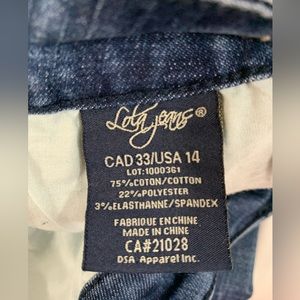 Lola jeans®
CAD 33/USA 14
LOT:1000361
75%COTON/COTTON
22%POLYESTER
3%ELASTHANNE/SPANDEX
FABRIQUE EN CHINE
MADE IN CHINA
CA#21028
DSA Apparel Inc.